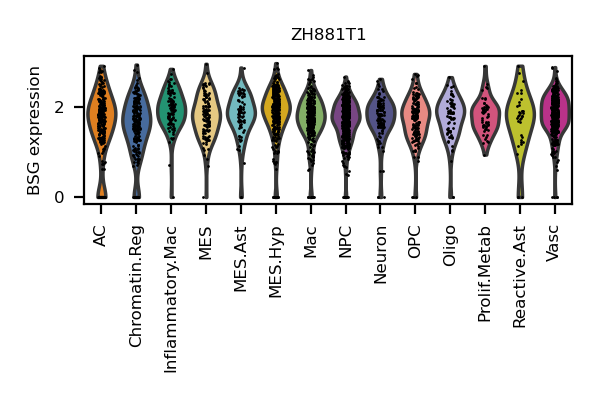 ZH881T1
BSG expression
2
0
AC
Chromatin.Reg
Inflammatory.Mac
MES
MES.Ast
MES.Hyp
Mac
NPC
Neuron
OPC
Oligo
Prolif.Metab
Reactive.Ast
Vasc